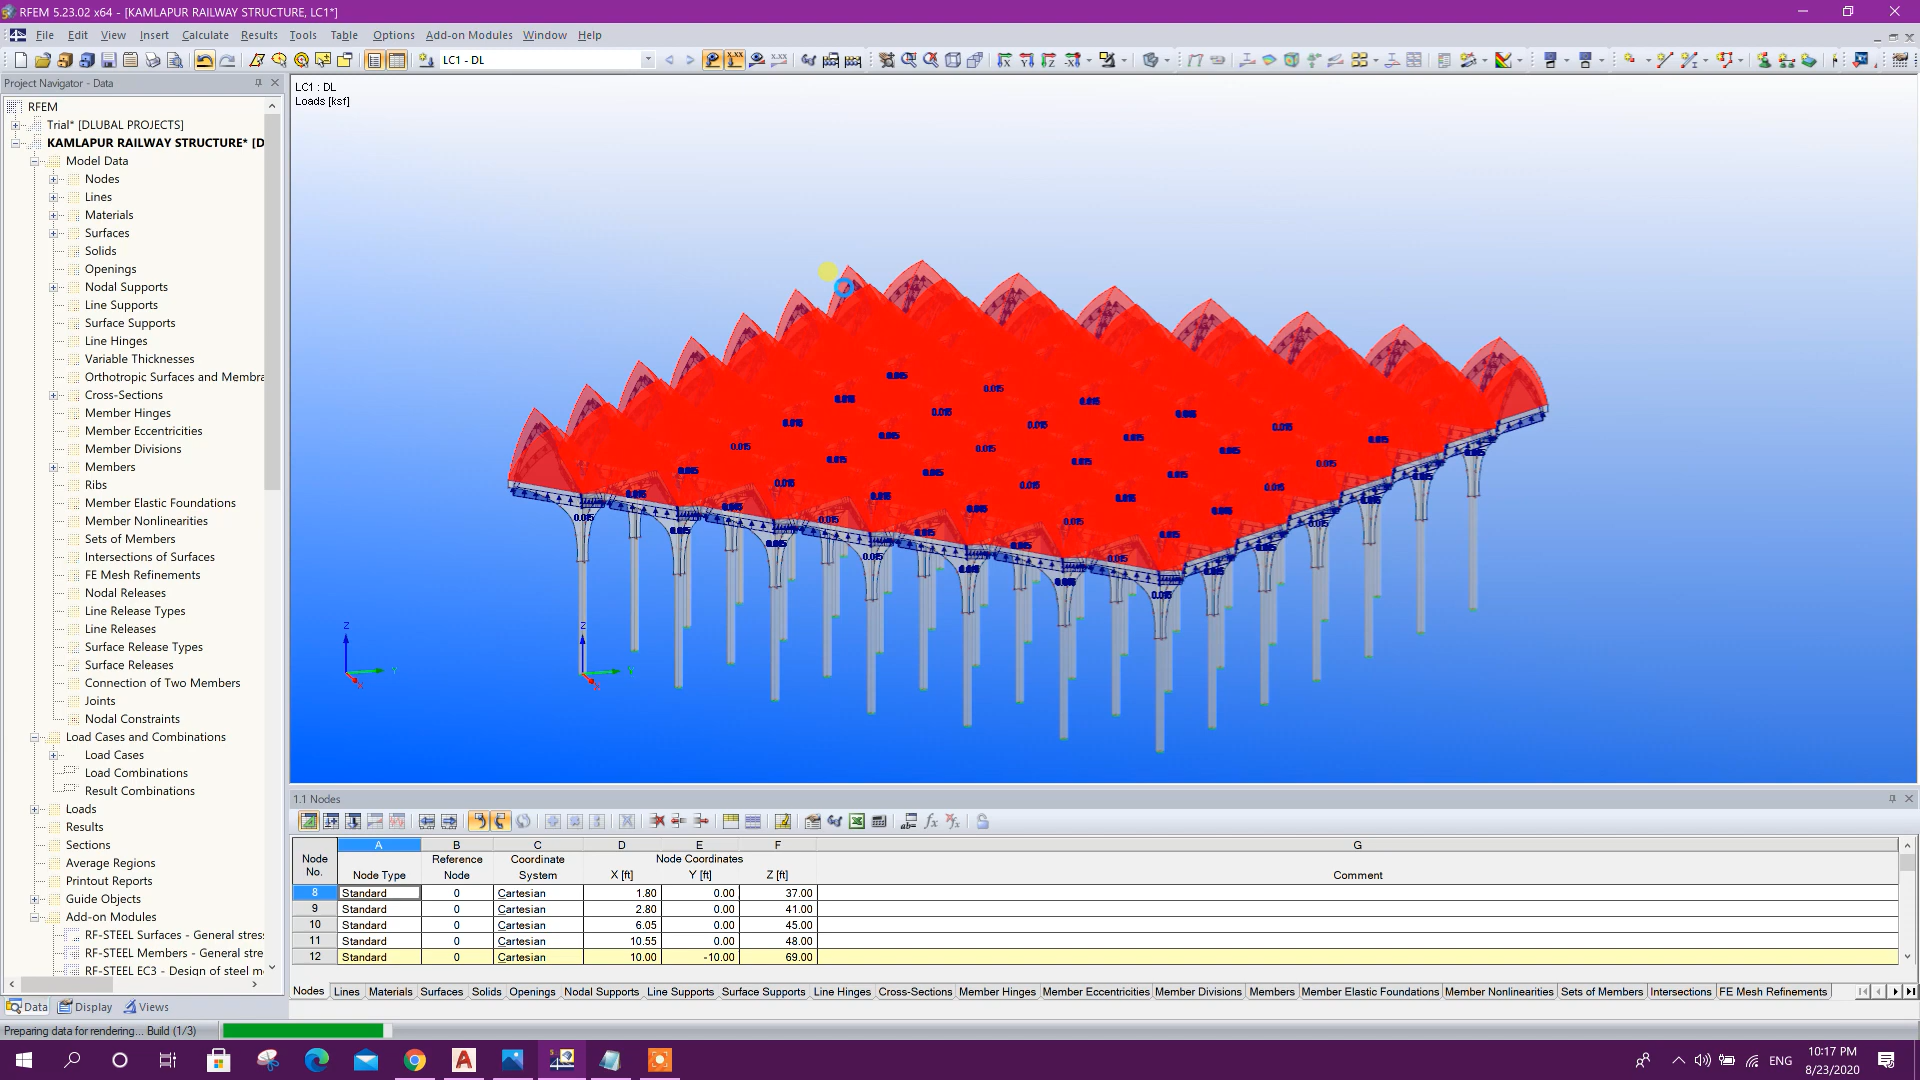 RFEM 5.23.02 x64 - [KAMLAPUR RAILWAY STRUCTURE, LC1*]
File Edit View Insert Calculate Results Tools Table Options Add-on Modules Window Help
LC1 - DL
Project Navigator - Data
RFEM
Trial* [DLUBAL PROJECTS]
KAMLAPUR RAILWAY STRUCTURE* [D
Model Data
Nodes
Lines
Materials
Surfaces
Solids
Openings
Nodal Supports
Line Supports
Surface Supports
Line Hinges
Variable Thicknesses
Orthotropic Surfaces and Membra
Cross-Sections
Member Hinges
Member Eccentricities
Member Divisions
Members
Ribs
Member Elastic Foundations
Member Nonlinearities
Sets of Members
Intersections of Surfaces
FE Mesh Refinements
Nodal Releases
Line Release Types
Line Releases
Surface Release Types
Surface Releases
Connection of Two Members
Joints
Nodal Constraints
Load Cases and Combinations
Load Cases
Load Combinations
Result Combinations
Loads
Results
Sections
Average Regions
Printout Reports
Guide Objects
Add-on Modules
RF-STEEL Surfaces - General stress
RF-STEEL Members - General stre
RF-STEEL EC3 - Design of steel m
Data Display Views
LC1 : DL
Loads [ksf]
0.015
Z
Y
Z
1.1 Nodes
A B C D E F G
Node Reference Coordinate Node Coordinates
No. Node Type Node System X [ft] Y [ft] Z [ft] Comment
8 Standard 0 Cartesian 1.80 0.00 37.00
9 Standard 0 Cartesian 2.80 0.00 41.00
10 Standard 0 Cartesian 6.05 0.00 45.00
11 Standard 0 Cartesian 10.55 0.00 48.00
12 Standard 0 Cartesian 10.00 -10.00 69.00
Nodes Lines Materials Surfaces Solids Openings Nodal Supports Line Supports Surface Supports Line Hinges Cross-Sections Member Hinges Member Eccentricities Member Divisions Members Member Elastic Foundations Member Nonlinearities Sets of Members Intersections FE Mesh Refinements
Preparing data for rendering... Build (1/3)
ENG
10:17 PM
8/23/2020